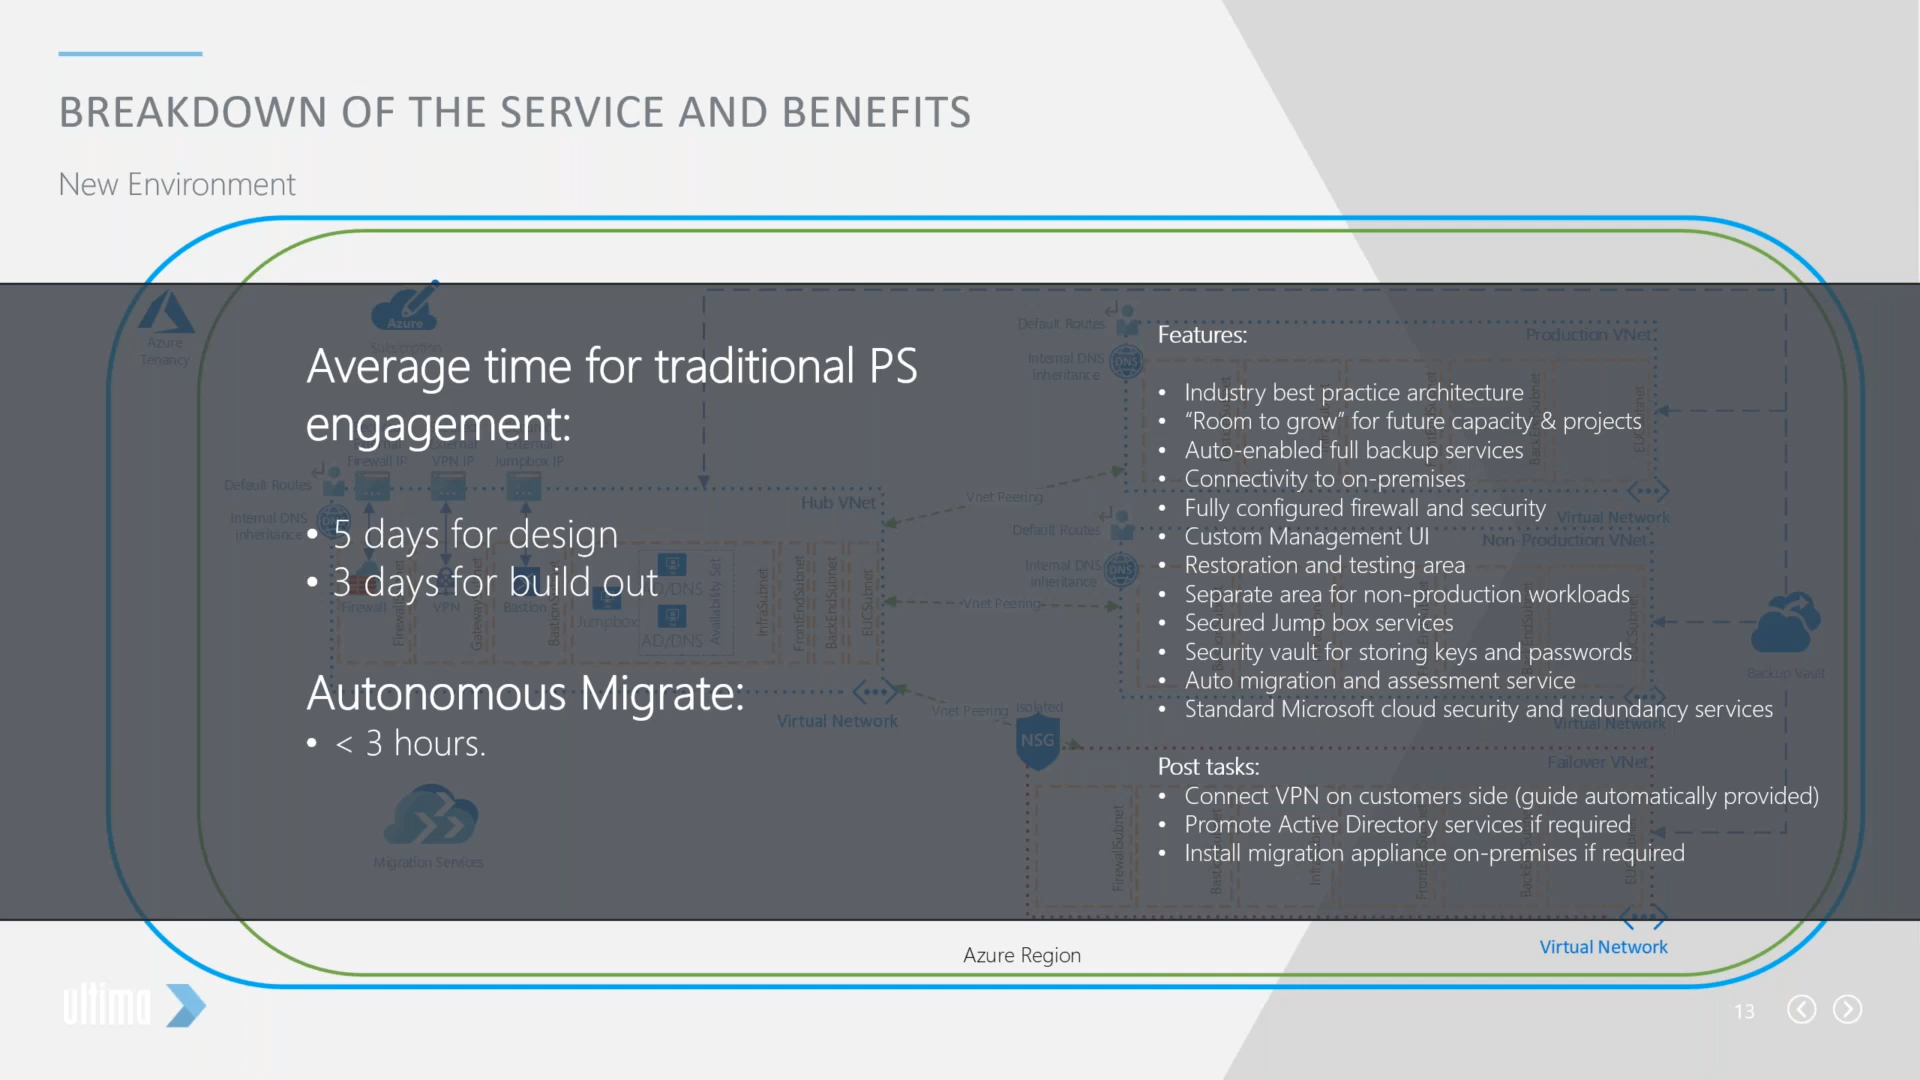 BREAKDOWN OF THE SERVICE AND BENEFITS
New Environment
Azure
Tenancy
Azure
Subscription
Average time for traditional PS
engagement:
• 5 days for design
• 3 days for build out
Autonomous Migrate:
• < 3 hours.
Firewall IP
VPN IP
Jumpbox IP
Default Routes
Internal DNS
inheritance
Hub VNet
Firewall
VPN
Bastion
Jumpbox
AD/DNS
AD/DNS
Availability Set
InfraSubnet
FrontEndSubnet
BackEndSubnet
EUCSubnet
Virtual Network
Migration Services
Vnet Peering
Vnet Peering
Vnet Peering
Default Routes
Internal DNS
inheritance
DNS
Production VNet
Default Routes
Internal DNS
inheritance
DNS
Virtual Network
Non-Production VNet
Isolated
NSG
Virtual Network
Failover VNet
FirewallSubnet
Backup Vault
Features:
• Industry best practice architecture
• “Room to grow” for future capacity & projects
• Auto-enabled full backup services
• Connectivity to on-premises
• Fully configured firewall and security
• Custom Management UI
• Restoration and testing area
• Separate area for non-production workloads
• Secured Jump box services
• Security vault for storing keys and passwords
• Auto migration and assessment service
• Standard Microsoft cloud security and redundancy services
Post tasks:
• Connect VPN on customers side (guide automatically provided)
• Promote Active Directory services if required
• Install migration appliance on-premises if required
Azure Region
Virtual Network
ultima
13